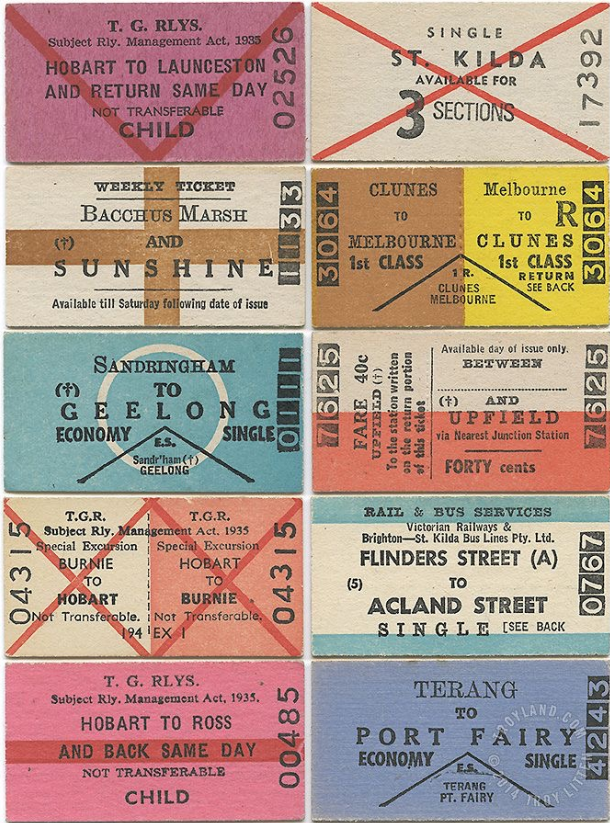 T. G. RLYS.
Subject Rly. Management Act, 1935
HOBART TO LAUNCESTON
AND RETURN SAME DAY
NOT TRANSFERABLE
CHILD
02526
SINGLE
ST. KILDA
AVAILABLE FOR
3 SECTIONS
17392
WEEKLY TICKET
BACCHUS MARSH
(†) AND
SUNSHINE
Available till Saturday following date of issue
1133
3064
CLUNES
TO
MELBOURNE
1st CLASS
Melbourne
TO R
CLUNES
1st CLASS
RETURN
SEE BACK
1 R.
CLUNES
MELBOURNE
3064
SANDRINGHAM
(†) TO
GEELONG
ECONOMY SINGLE
E.S.
Sandr'ham (†)
GEELONG
0111
7625
FARE 40c
UPFIELD (†)
To the station written
on the return portion
of this ticket
Available day of issue only.
BETWEEN
(†) AND
UPFIELD
via Nearest Junction Station
FORTY cents
7625
04315
T.G.R. T.G.R.
Subject Rly. Management Act, 1935
Special Excursion Special Excursion
BURNIE HOBART
TO TO
HOBART BURNIE
Not Transferable. Not Transferable.
194 EX 1
04315
RAIL & BUS SERVICES
Victorian Railways &
Brighton—St. Kilda Bus Lines Pty. Ltd.
FLINDERS STREET (A)
(5) TO
ACLAND STREET
SINGLE [SEE BACK
0767
T. G. RLYS.
Subject Rly. Management Act, 1935.
HOBART TO ROSS
AND BACK SAME DAY
NOT TRANSFERABLE
CHILD
00485
TERANG
TO
PORT FAIRY
ECONOMY SINGLE
E.S.
TERANG
PT. FAIRY
4243
TROYLAND.COM
© 2014 TROY LITTEN